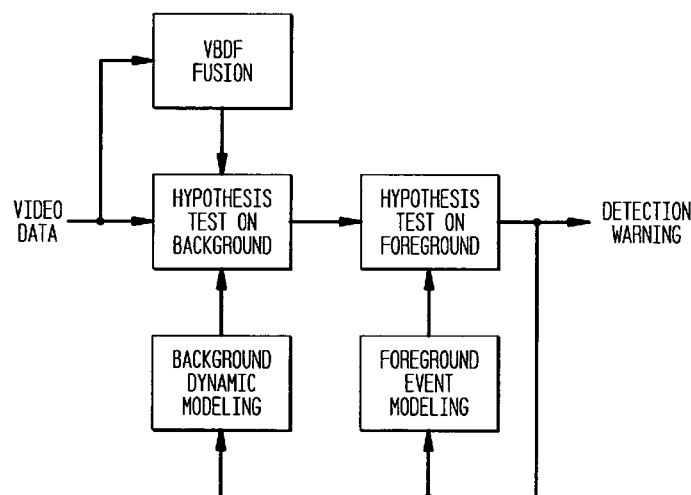 VBDF
FUSION
VIDEO
DATA
HYPOTHESIS
TEST ON
BACKGROUND
HYPOTHESIS
TEST ON
FOREGROUND
DETECTION
WARNING
BACKGROUND
DYNAMIC
MODELING
FOREGROUND
EVENT
MODELING